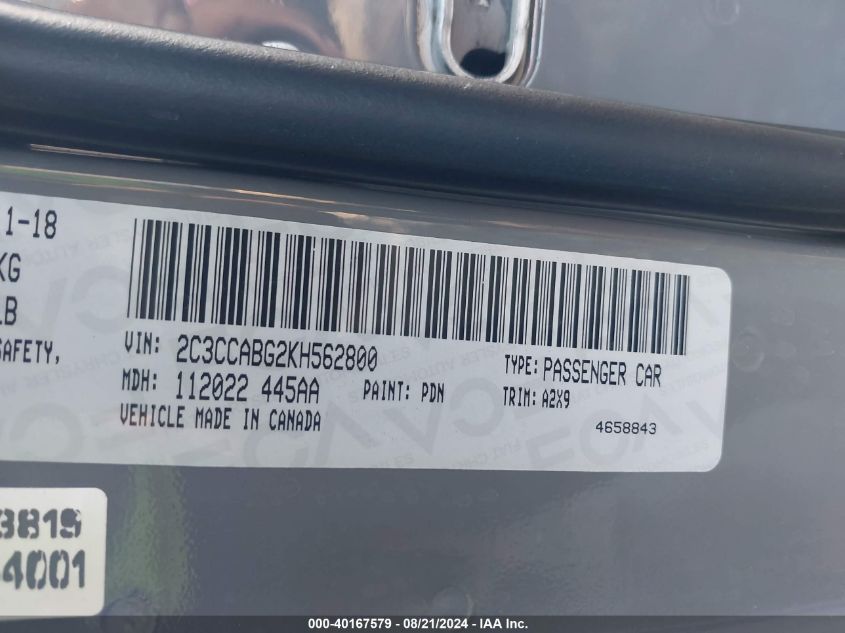 1-18
KG
LB
SAFETY,
VIN: 2C3CCABG2KH562800 TYPE: PASSENGER CAR
MDH: 112022 445AA PAINT: PDN TRIM: A2X9
VEHICLE MADE IN CANADA 4658843
3819
4001
000-40167579 - 08/21/2024 - IAA Inc.